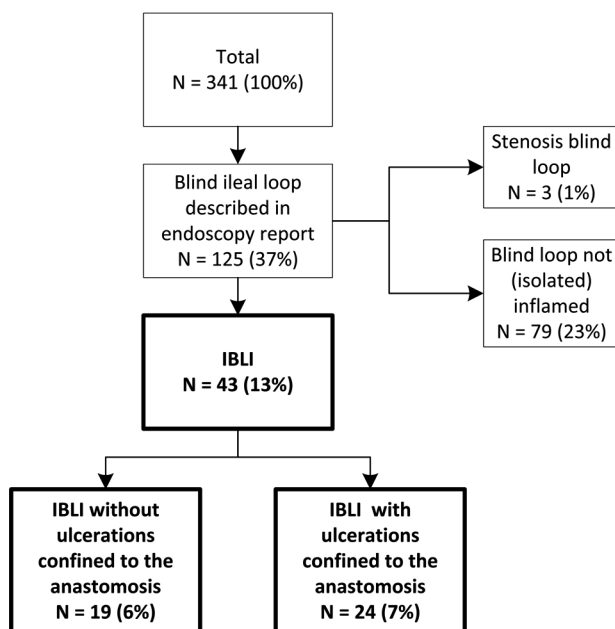 Total
N = 341 (100%)
Blind ileal loop
described in
endoscopy report
N = 125 (37%)
Stenosis blind
loop
N = 3 (1%)
Blind loop not
(isolated)
inflamed
N = 79 (23%)
IBLI
N = 43 (13%)
IBLI without
ulcerations
confined to the
anastomosis
N = 19 (6%)
IBLI with
ulcerations
confined to the
anastomosis
N = 24 (7%)